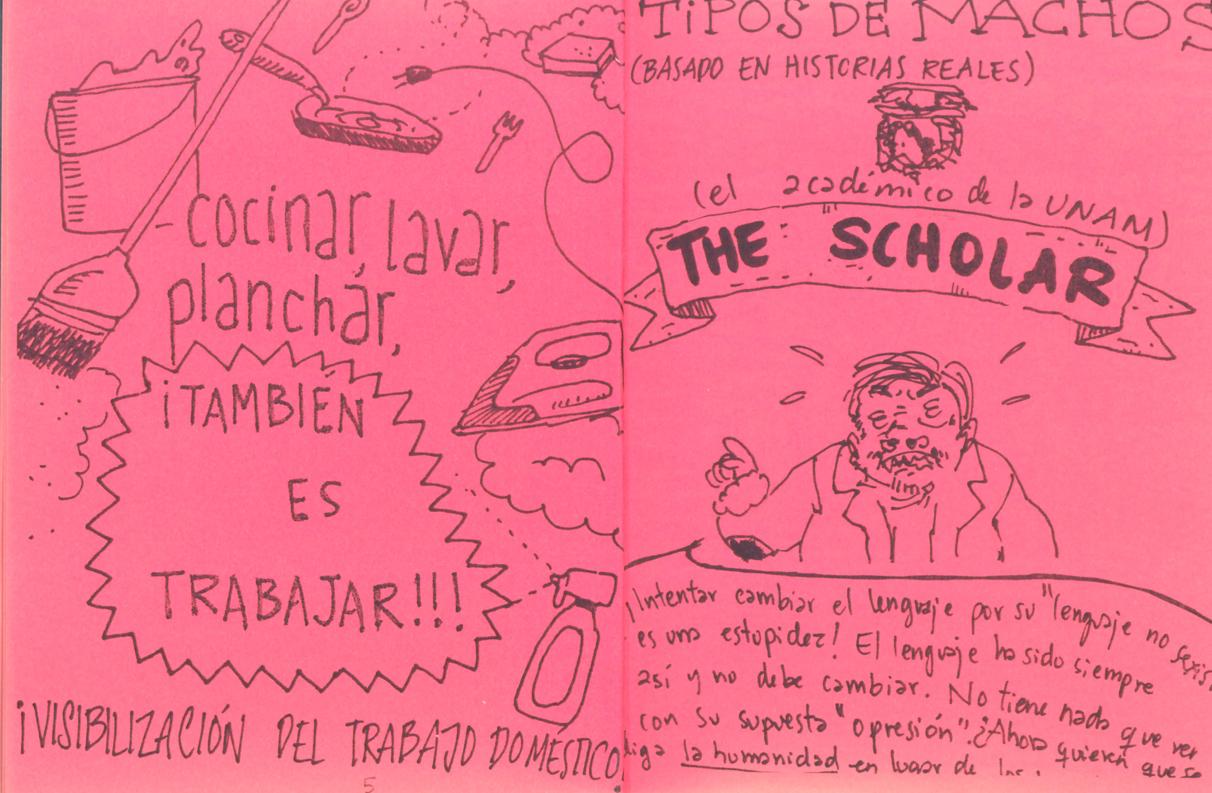 cocinar, lavar,
planchar,
¡TAMBIÉN
ES
TRABAJAR!!!
¡VISIBILIZACIÓN DEL TRABAJO DOMÉSTICO
5
TIPOS DE MACHOS
(BASADO EN HISTORIAS REALES)
(el académico de la UNAM)
THE SCHOLAR
¡Intentar cambiar el lenguaje por su "lenguaje no sexist
es una estupidez! El lenguaje ha sido siempre
así y no debe cambiar. No tiene nada que ver
con su supuesta "opresión". ¿Ahora quieren que se
diga la humanidad en lugar de